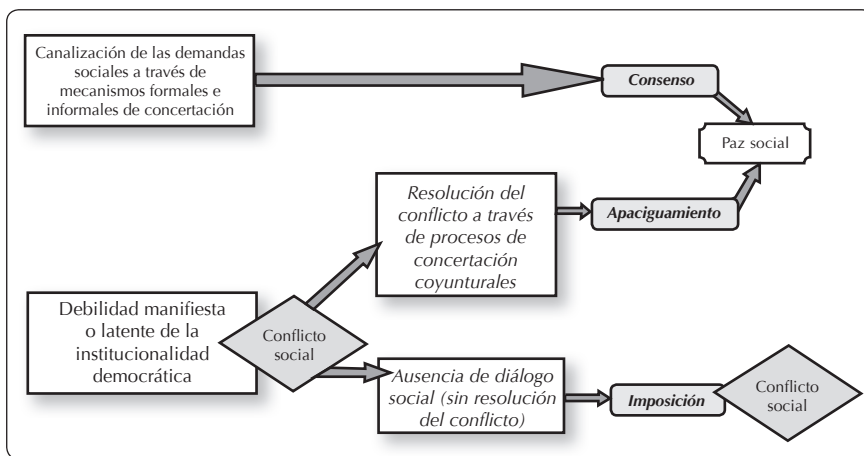 Canalización de las demandas
sociales a través de
mecanismos formales e
informales de concertación
Consenso
Paz social
Resolución del
conflicto a través
de procesos de
concertación
coyunturales
Apaciguamiento
Debilidad manifiesta
o latente de la
institucionalidad
democrática
Conflicto
social
Ausencia de diálogo
social (sin resolución
del conflicto)
Imposición
Conflicto
social